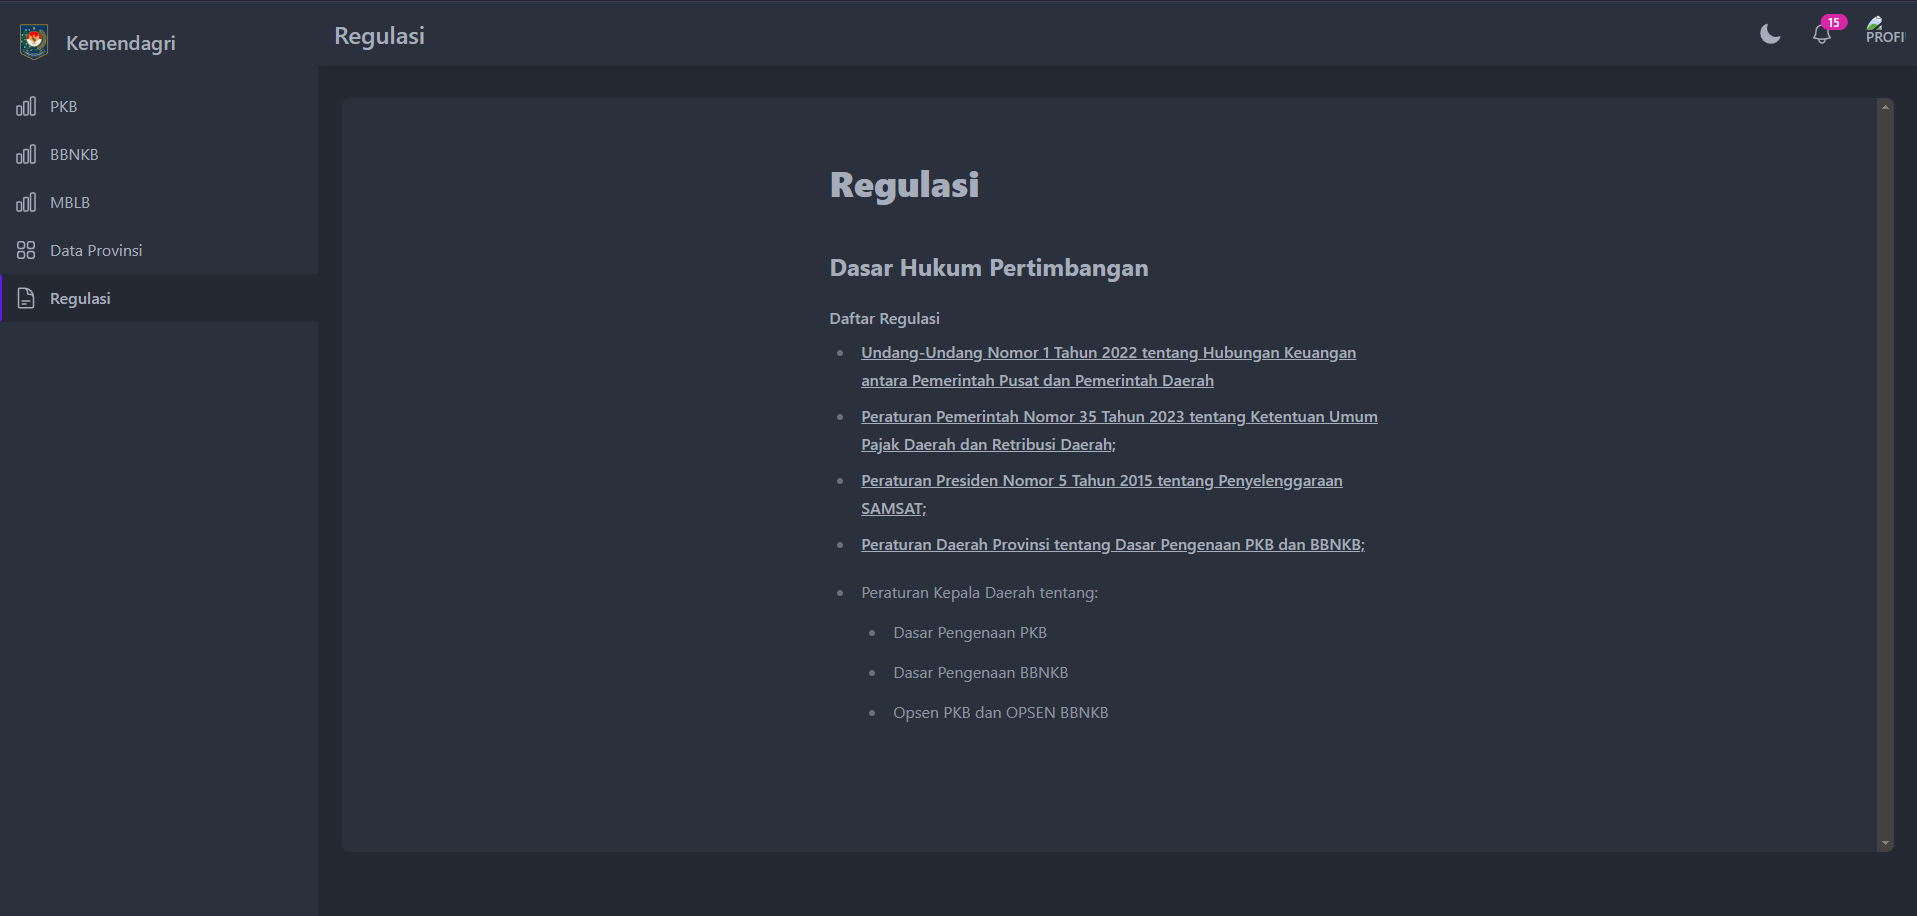 Kemendagri
PKB
BBNKB
MBLB
Data Provinsi
Regulasi
Regulasi
15
PROFI
Regulasi
Dasar Hukum Pertimbangan
Daftar Regulasi
Undang-Undang Nomor 1 Tahun 2022 tentang Hubungan Keuangan
antara Pemerintah Pusat dan Pemerintah Daerah
Peraturan Pemerintah Nomor 35 Tahun 2023 tentang Ketentuan Umum
Pajak Daerah dan Retribusi Daerah;
Peraturan Presiden Nomor 5 Tahun 2015 tentang Penyelenggaraan
SAMSAT;
Peraturan Daerah Provinsi tentang Dasar Pengenaan PKB dan BBNKB;
Peraturan Kepala Daerah tentang:
Dasar Pengenaan PKB
Dasar Pengenaan BBNKB
Opsen PKB dan OPSEN BBNKB